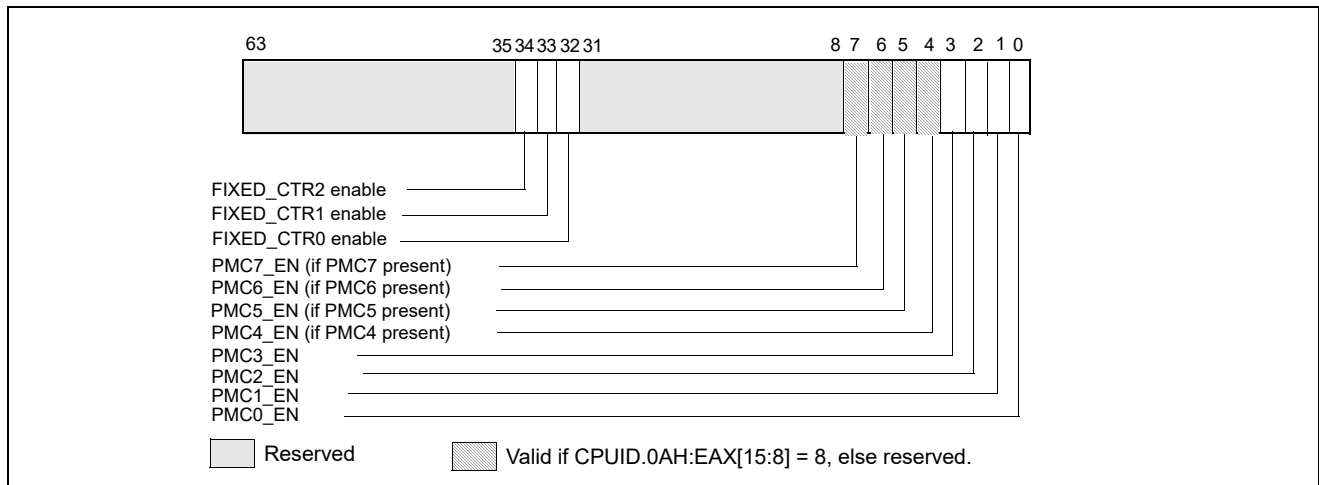 63 35 34 33 32 31 8 7 6 5 4 3 2 1 0
FIXED_CTR2 enable
FIXED_CTR1 enable
FIXED_CTR0 enable
PMC7_EN (if PMC7 present)
PMC6_EN (if PMC6 present)
PMC5_EN (if PMC5 present)
PMC4_EN (if PMC4 present)
PMC3_EN
PMC2_EN
PMC1_EN
PMC0_EN
Reserved Valid if CPUID.0AH:EAX[15:8] = 8, else reserved.